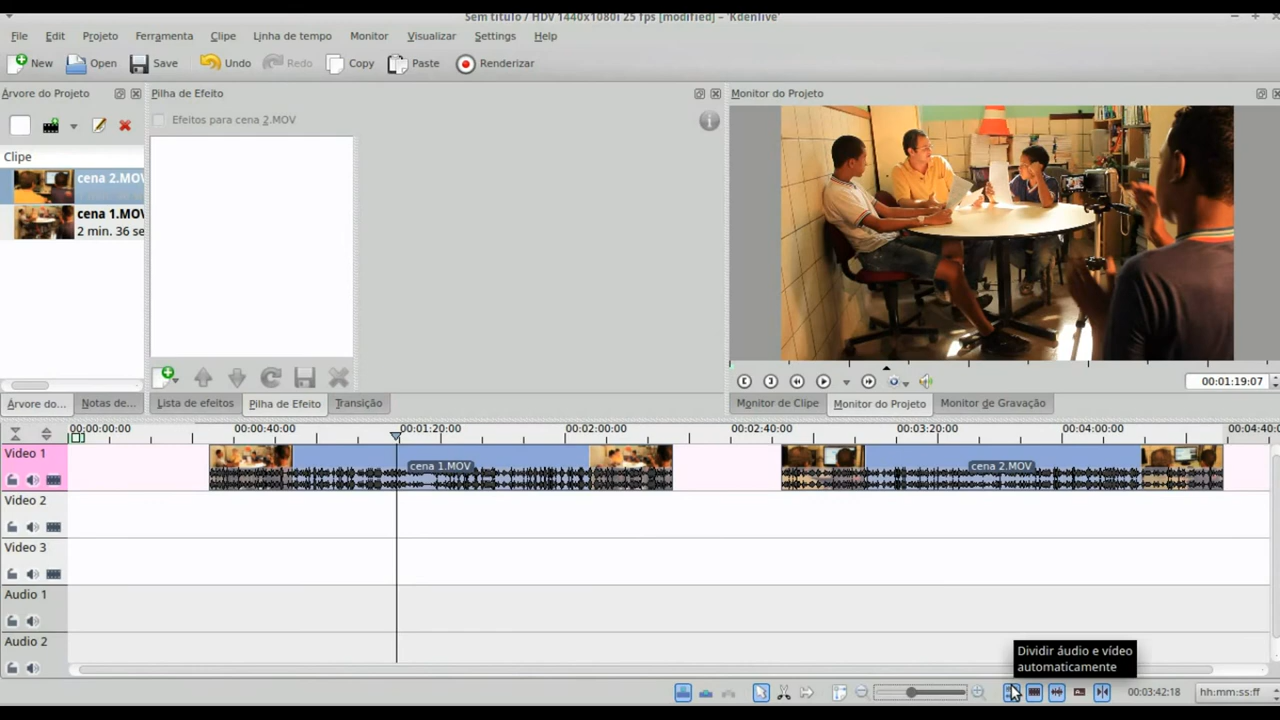 Sem título / HDV 1440x1080i 25 fps [modified] – 'Kdenlive'
File Edit Projeto Ferramenta Clipe Linha de tempo Monitor Visualizar Settings Help
New Open Save Undo Redo Copy Paste Renderizar
Árvore do Projeto Pilha de Efeito Monitor do Projeto
Efeitos para cena 2.MOV
Clipe
cena 2.MOV
cena 1.MOV
2 min. 36 se
00:01:19:07
Árvore do... Notas de... Lista de efeitos Pilha de Efeito Transição Monitor de Clipe Monitor do Projeto Monitor de Gravação
00:00:00:00 00:00:40:00 00:01:20:00 00:02:00:00 00:02:40:00 00:03:20:00 00:04:00:00 00:04:40:0
Video 1
cena 1.MOV cena 2.MOV
Video 2
Video 3
Audio 1
Audio 2
Dividir áudio e vídeo
automaticamente
00:03:42:18 hh:mm:ss:ff